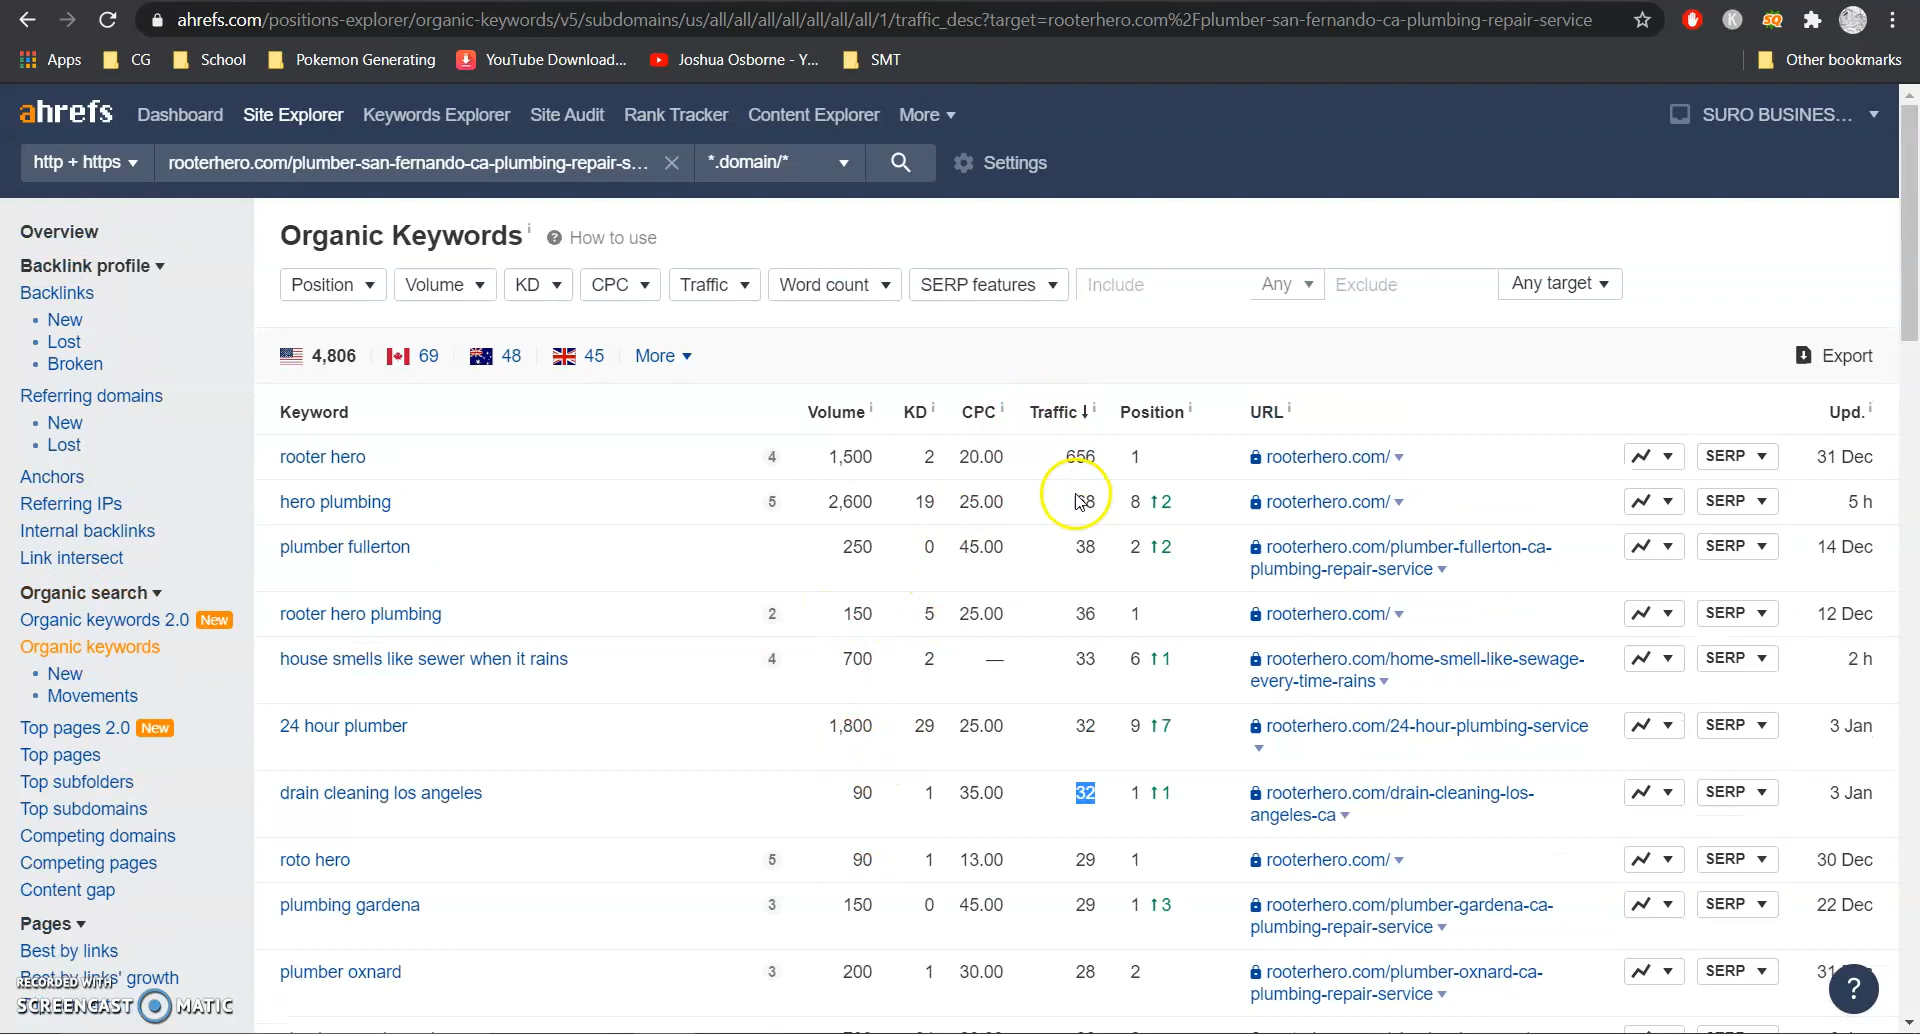 ahrefs.com/positions-explorer/organic-keywords/v5/subdomains/us/all/all/all/all/all/all/all/1/traffic_desc?target=rooterhero.com%2Fplumber-san-fernando-ca-plumbing-repair-service
K
SQ
Apps CG School Pokemon Generating YouTube Download... Joshua Osborne - Y... SMT Other bookmarks
ahrefs Dashboard Site Explorer Keywords Explorer Site Audit Rank Tracker Content Explorer More SURO BUSINES...
http + https rooterhero.com/plumber-san-fernando-ca-plumbing-repair-s... *.domain/* Settings
Overview
Backlink profile
Backlinks
• New
• Lost
• Broken
Referring domains
• New
• Lost
Anchors
Referring IPs
Internal backlinks
Link intersect
Organic search
Organic keywords 2.0 New
Organic keywords
• New
• Movements
Top pages 2.0 New
Top pages
Top subfolders
Top subdomains
Competing domains
Competing pages
Content gap
Pages
Best by links
Best by links' growth
RECORDED WITH
SCREENCAST MATIC
Organic Keywords i ? How to use
Position Volume KD CPC Traffic Word count SERP features Include Any Exclude Any target
4,806 69 48 45 More Export
Keyword Volume i KD i CPC i Traffic ↓ i Position i URL i Upd. i
rooter hero 4 1,500 2 20.00 656 1 rooterhero.com/ SERP 31 Dec
hero plumbing 5 2,600 19 25.00 8 ↑2 rooterhero.com/ SERP 5 h
plumber fullerton 250 0 45.00 38 2 ↑2 rooterhero.com/plumber-fullerton-ca- SERP 14 Dec
plumbing-repair-service
rooter hero plumbing 2 150 5 25.00 36 1 rooterhero.com/ SERP 12 Dec
house smells like sewer when it rains 4 700 2 — 33 6 ↑1 rooterhero.com/home-smell-like-sewage- SERP 2 h
every-time-rains
24 hour plumber 1,800 29 25.00 32 9 ↑7 rooterhero.com/24-hour-plumbing-service SERP 3 Jan
drain cleaning los angeles 90 1 35.00 32 1 ↑1 rooterhero.com/drain-cleaning-los- SERP 3 Jan
angeles-ca
roto hero 5 90 1 13.00 29 1 rooterhero.com/ SERP 30 Dec
plumbing gardena 3 150 0 45.00 29 1 ↑3 rooterhero.com/plumber-gardena-ca- SERP 22 Dec
plumbing-repair-service
plumber oxnard 3 200 1 30.00 28 2 rooterhero.com/plumber-oxnard-ca- SERP
plumbing-repair-service
?